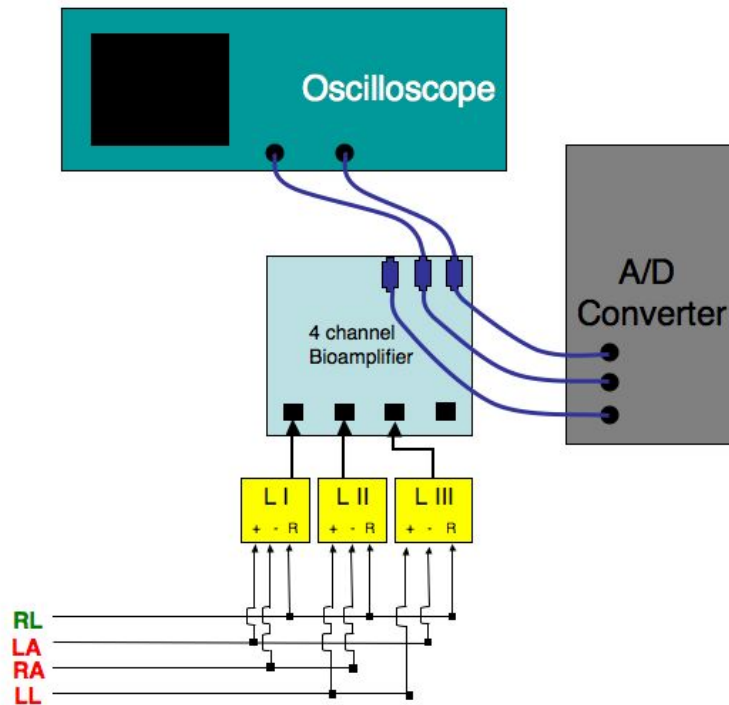 Oscilloscope
A/D
Converter
4 channel
Bioamplifier
L I
L II
L III
+ - R
+ - R
+ - R
RL
LA
RA
LL